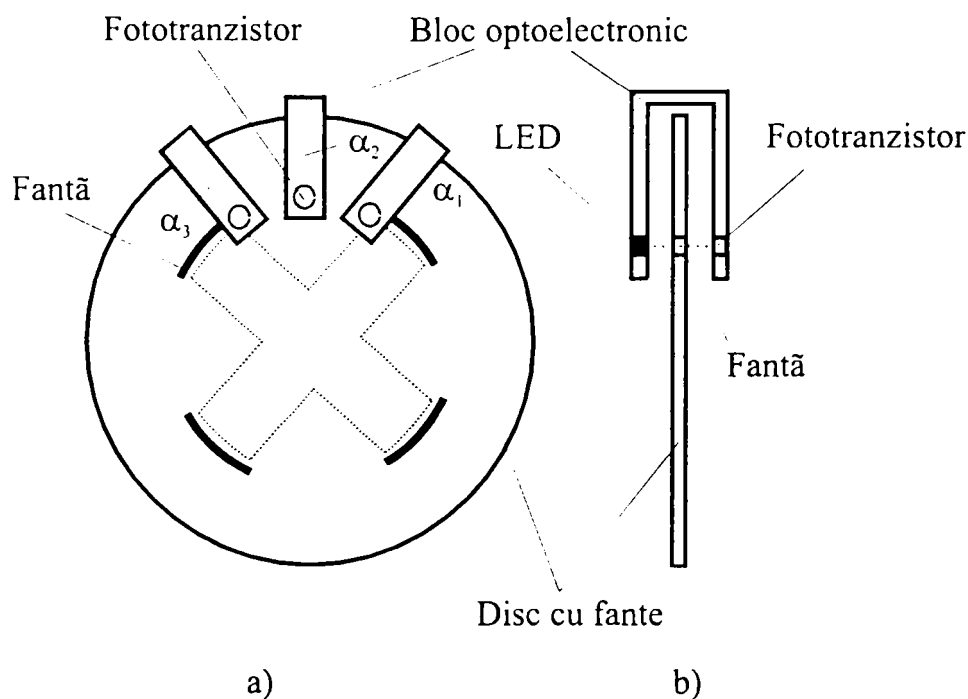 Fototranzistor
Bloc optoelectronic
LED
Fototranzistor
α₂
Fantã
α₁
α₃
Fantã
Disc cu fante
a)
b)